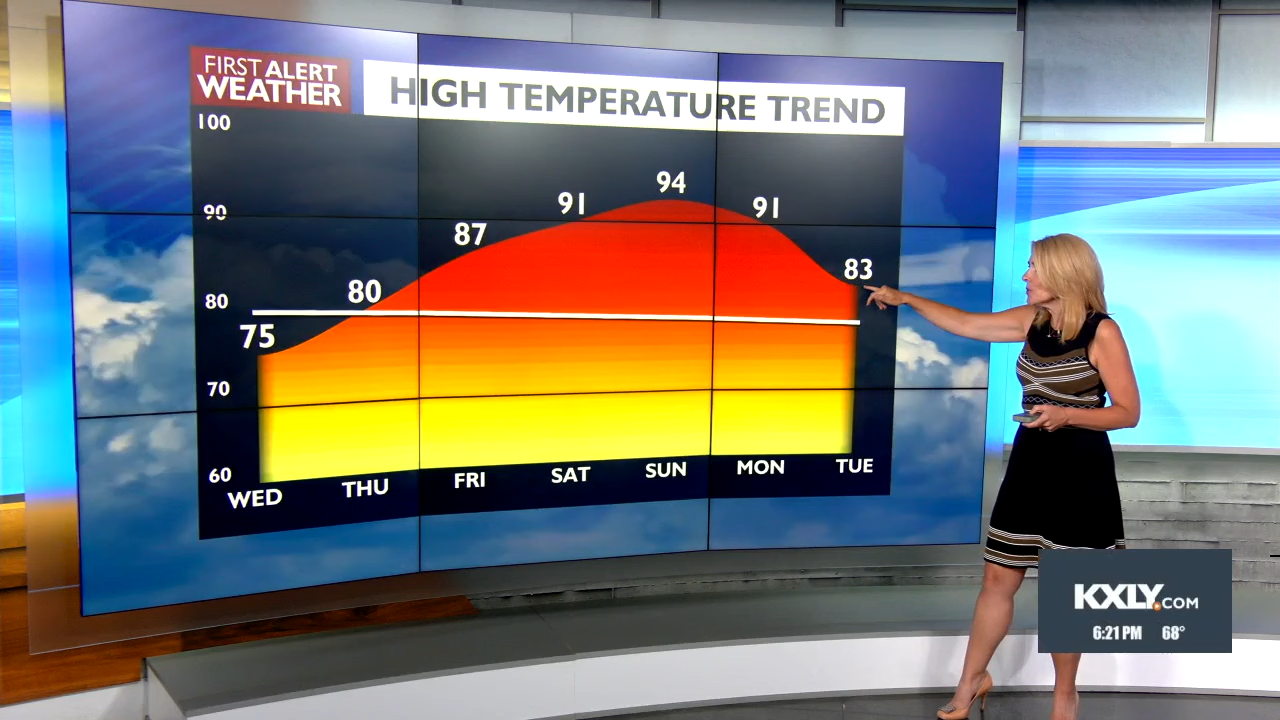 FIRST ALERT
WEATHER
HIGH TEMPERATURE TREND
100
90
80
70
60
75
80
87
91
94
91
83
WED THU FRI SAT SUN MON TUE
KXLY.COM
6:21 PM 68°